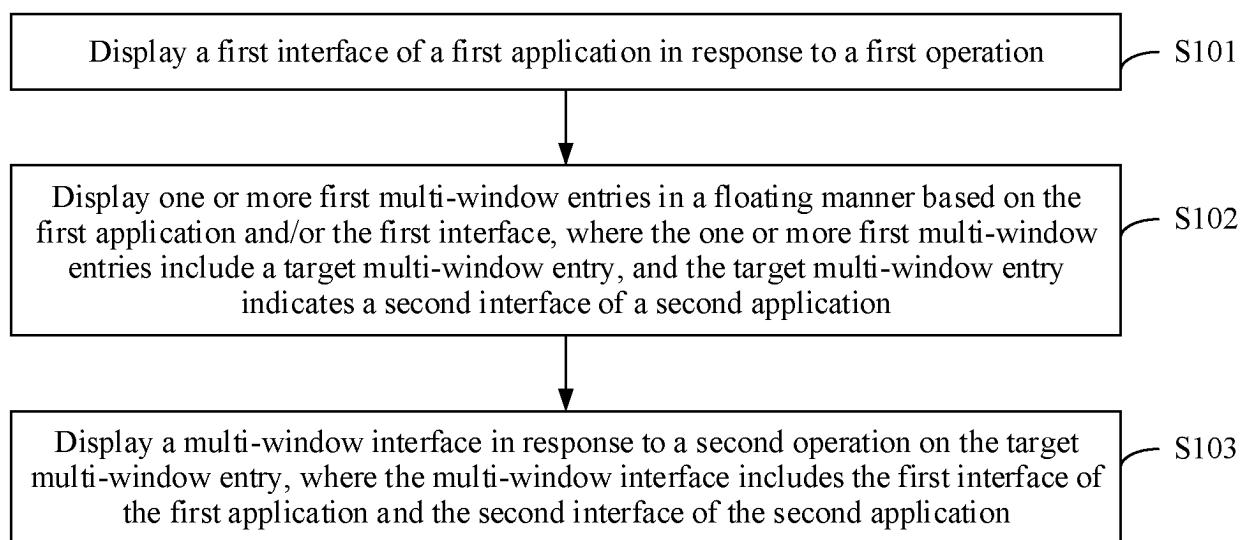 Display a first interface of a first application in response to a first operation
S101
Display one or more first multi-window entries in a floating manner based on the
first application and/or the first interface, where the one or more first multi-window
entries include a target multi-window entry, and the target multi-window entry
indicates a second interface of a second application
S102
Display a multi-window interface in response to a second operation on the target
multi-window entry, where the multi-window interface includes the first interface of
the first application and the second interface of the second application
S103